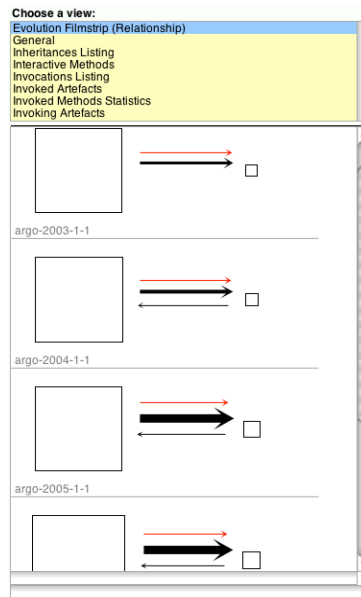 Choose a view:
Evolution Filmstrip (Relationship)
General
Inheritances Listing
Interactive Methods
Invocations Listing
Invoked Artefacts
Invoked Methods Statistics
Invoking Artefacts
argo-2003-1-1
argo-2004-1-1
argo-2005-1-1